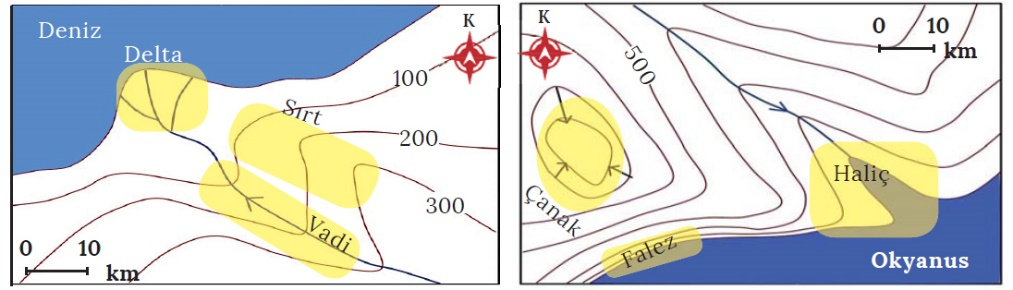 Deniz
Delta
K
100
Sırt
200
300
Vadi
0 10
km
K
500
0 10
km
Haliç
Çanak
Falez
Okyanus